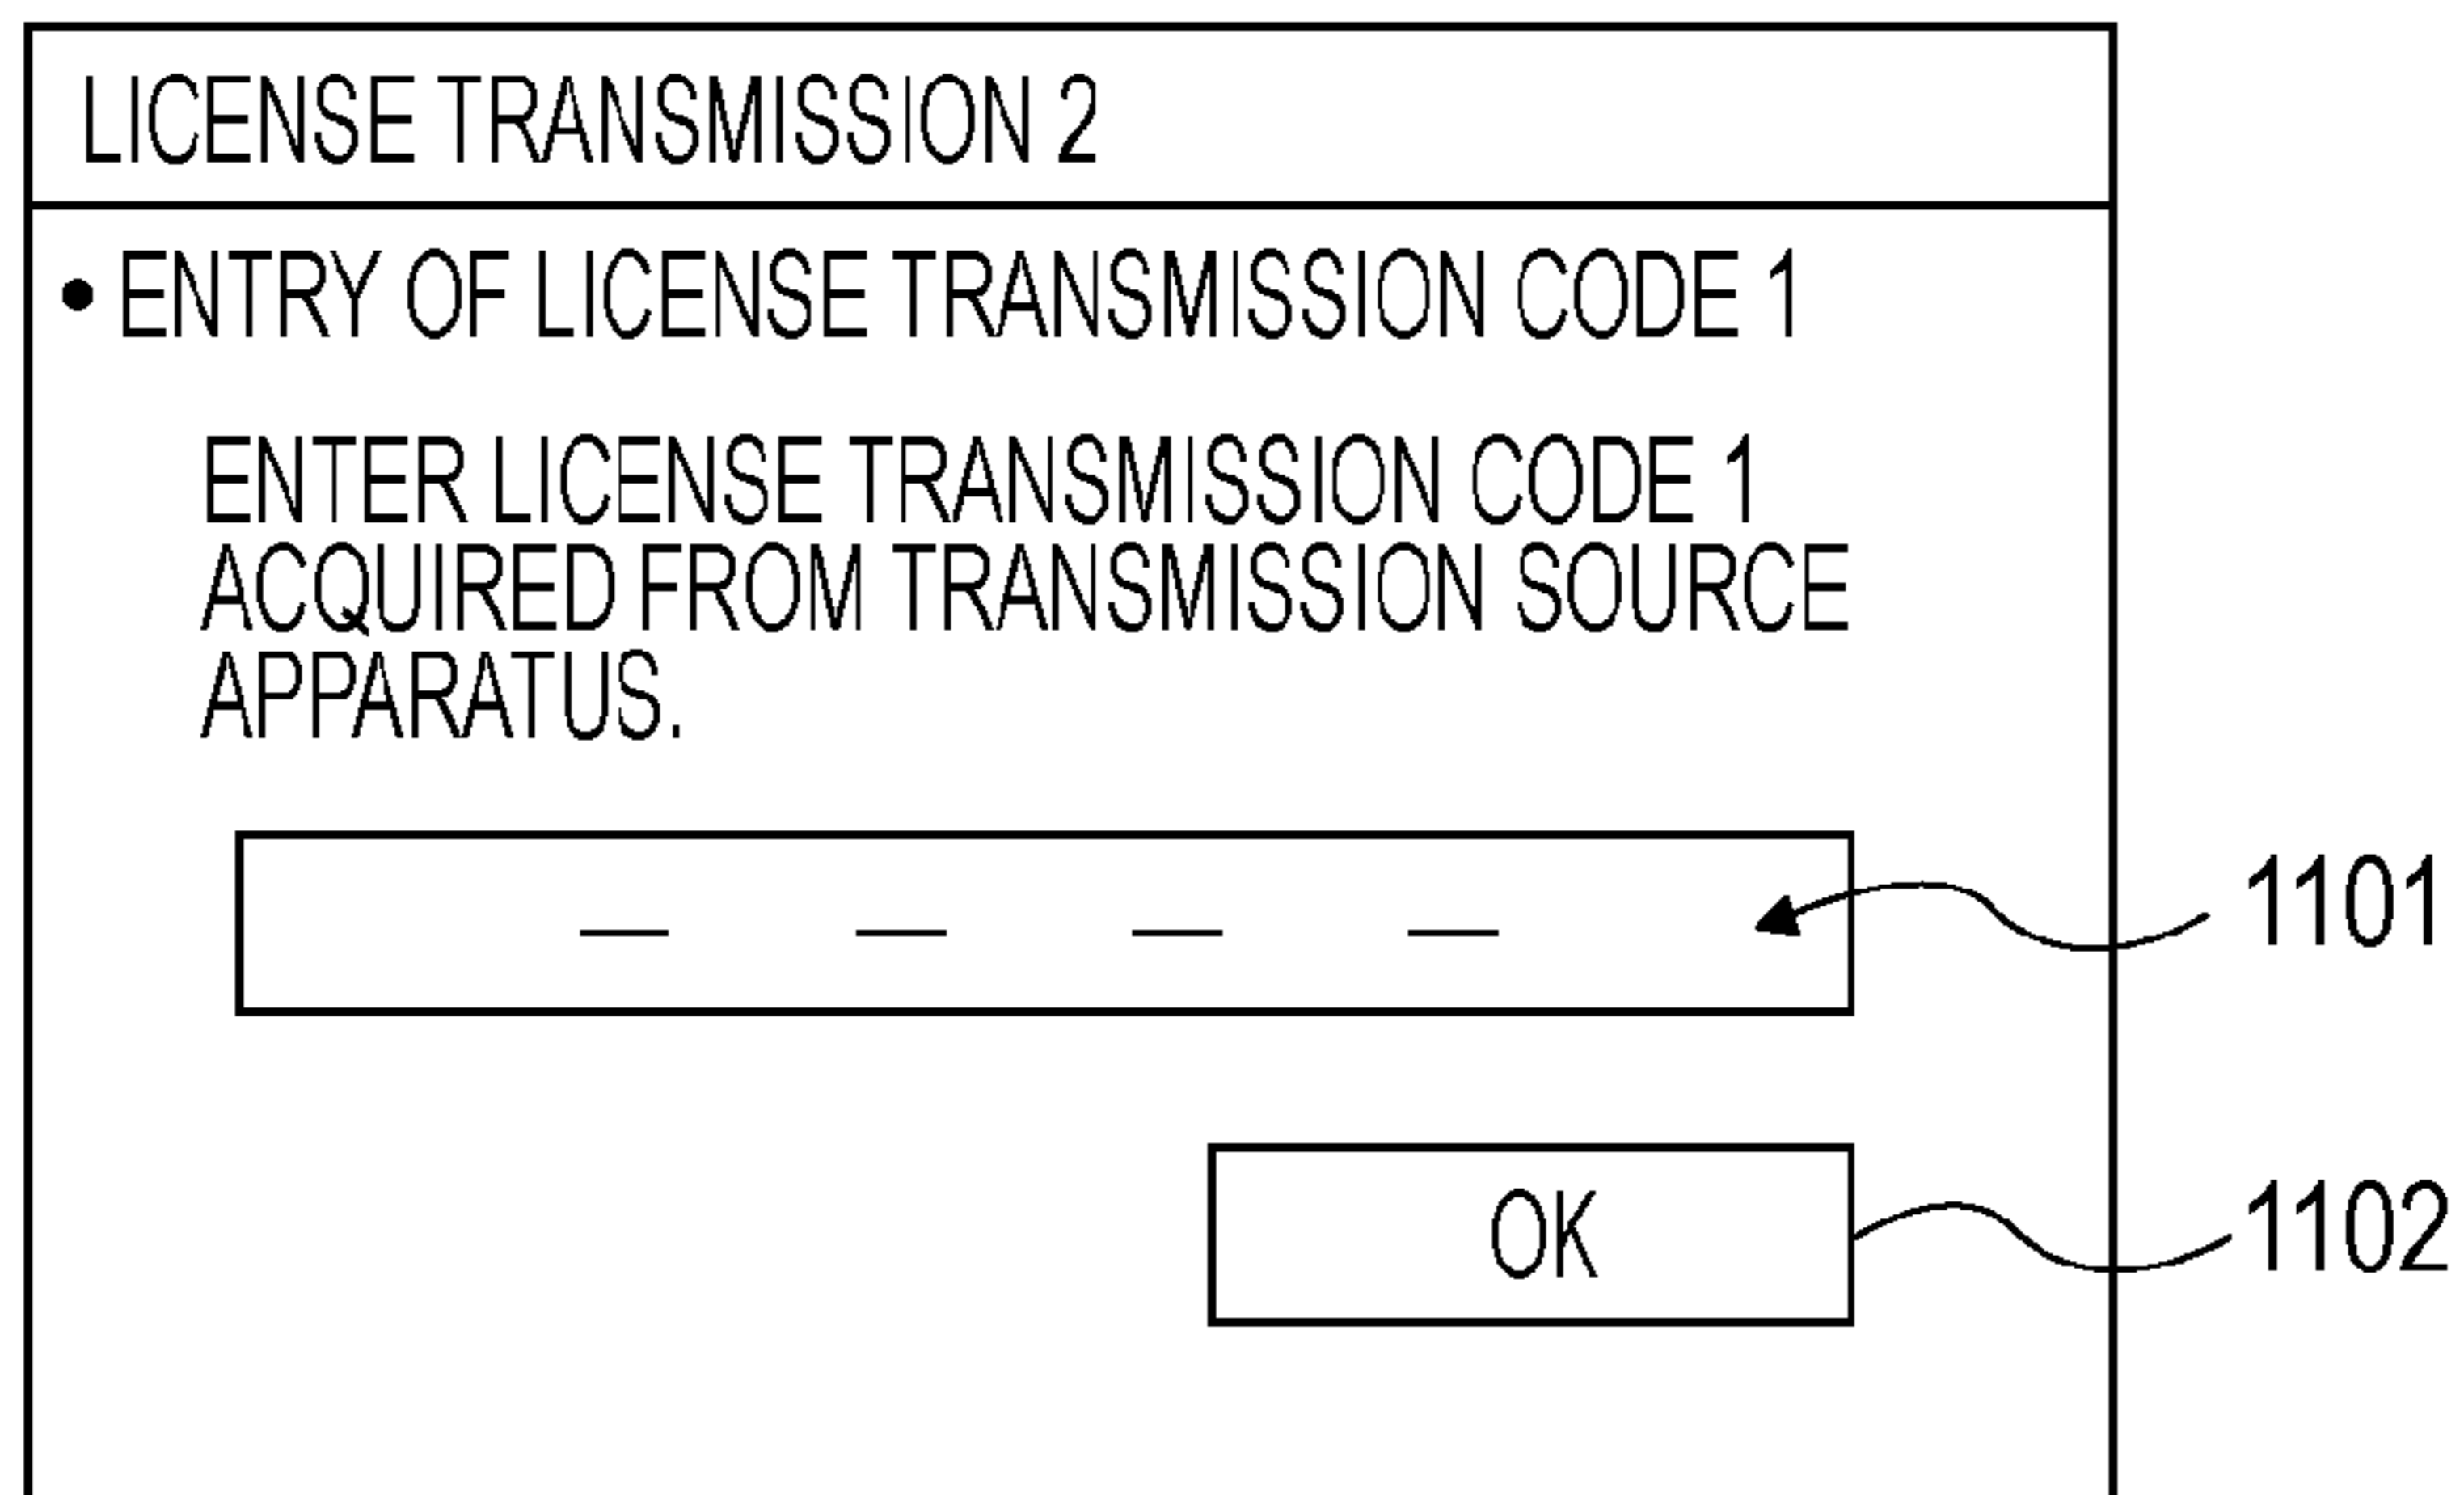 LICENSE TRANSMISSION 2
• ENTRY OF LICENSE TRANSMISSION CODE 1
ENTER LICENSE TRANSMISSION CODE 1
ACQUIRED FROM TRANSMISSION SOURCE
APPARATUS.
— — — —
1101
OK
1102